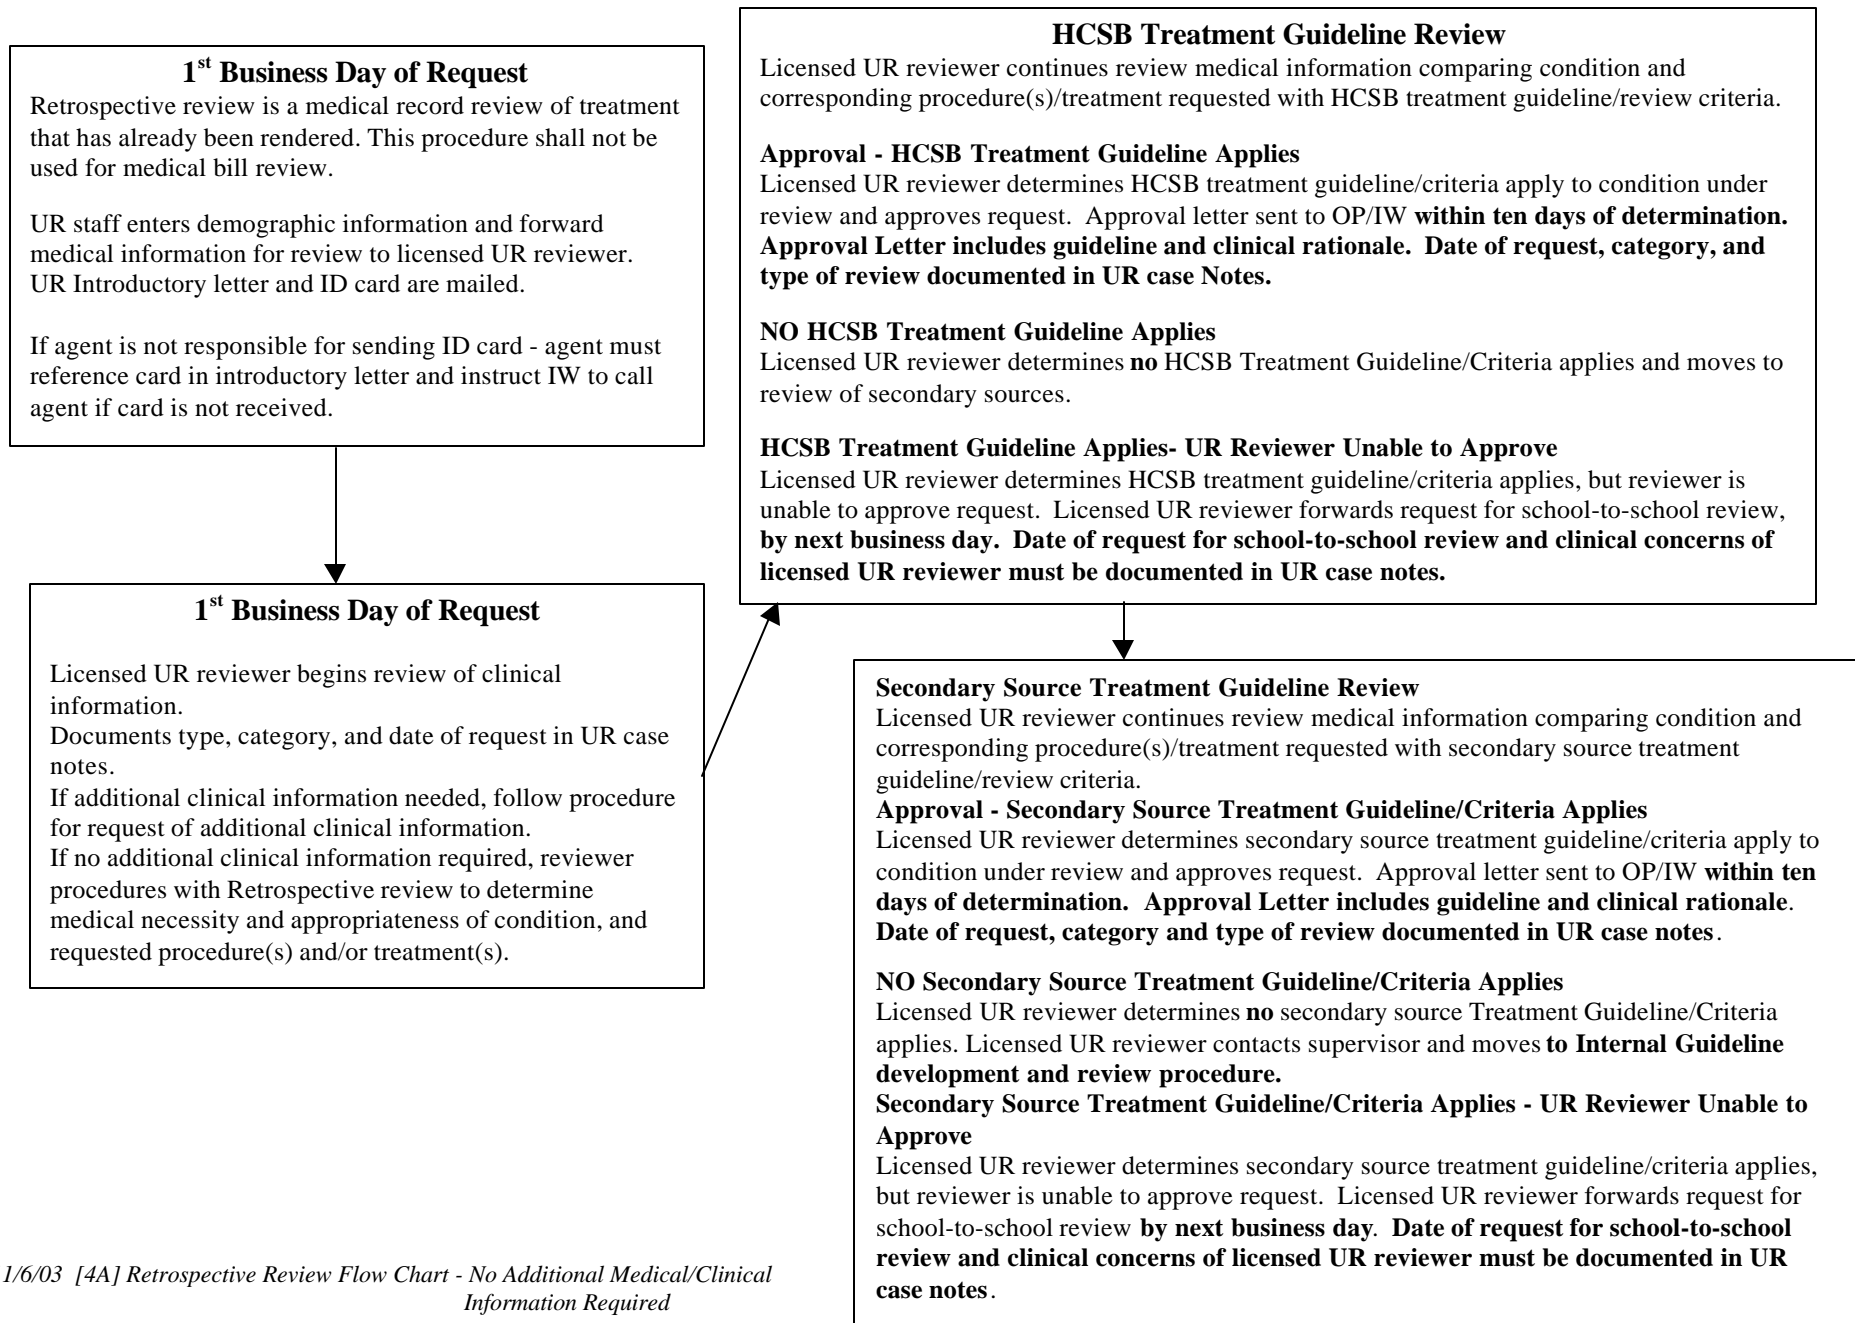 1st Business Day of Request
Retrospective review is a medical record review of treatment
that has already been rendered. This procedure shall not be
used for medical bill review.
UR staff enters demographic information and forward
medical information for review to licensed UR reviewer.
UR Introductory letter and ID card are mailed.
If agent is not responsible for sending ID card - agent must
reference card in introductory letter and instruct IW to call
agent if card is not received.
1st Business Day of Request
Licensed UR reviewer begins review of clinical
information.
Documents type, category, and date of request in UR case
notes.
If additional clinical information needed, follow procedure
for request of additional clinical information.
If no additional clinical information required, reviewer
procedures with Retrospective review to determine
medical necessity and appropriateness of condition, and
requested procedure(s) and/or treatment(s).
HCSB Treatment Guideline Review
Licensed UR reviewer continues review medical information comparing condition and
corresponding procedure(s)/treatment requested with HCSB treatment guideline/review criteria.
Approval - HCSB Treatment Guideline Applies
Licensed UR reviewer determines HCSB treatment guideline/criteria apply to condition under
review and approves request. Approval letter sent to OP/IW within ten days of determination.
Approval Letter includes guideline and clinical rationale. Date of request, category, and
type of review documented in UR case Notes.
NO HCSB Treatment Guideline Applies
Licensed UR reviewer determines no HCSB Treatment Guideline/Criteria applies and moves to
review of secondary sources.
HCSB Treatment Guideline Applies- UR Reviewer Unable to Approve
Licensed UR reviewer determines HCSB treatment guideline/criteria applies, but reviewer is
unable to approve request. Licensed UR reviewer forwards request for school-to-school review,
by next business day. Date of request for school-to-school review and clinical concerns of
licensed UR reviewer must be documented in UR case notes.
Secondary Source Treatment Guideline Review
Licensed UR reviewer continues review medical information comparing condition and
corresponding procedure(s)/treatment requested with secondary source treatment
guideline/review criteria.
Approval - Secondary Source Treatment Guideline/Criteria Applies
Licensed UR reviewer determines secondary source treatment guideline/criteria apply to
condition under review and approves request. Approval letter sent to OP/IW within ten
days of determination. Approval Letter includes guideline and clinical rationale.
Date of request, category and type of review documented in UR case notes.
NO Secondary Source Treatment Guideline/Criteria Applies
Licensed UR reviewer determines no secondary source Treatment Guideline/Criteria
applies. Licensed UR reviewer contacts supervisor and moves to Internal Guideline
development and review procedure.
Secondary Source Treatment Guideline/Criteria Applies - UR Reviewer Unable to
Approve
Licensed UR reviewer determines secondary source treatment guideline/criteria applies,
but reviewer is unable to approve request. Licensed UR reviewer forwards request for
school-to-school review by next business day. Date of request for school-to-school
review and clinical concerns of licensed UR reviewer must be documented in UR
case notes.
1/6/03 [4A] Retrospective Review Flow Chart - No Additional Medical/Clinical
Information Required